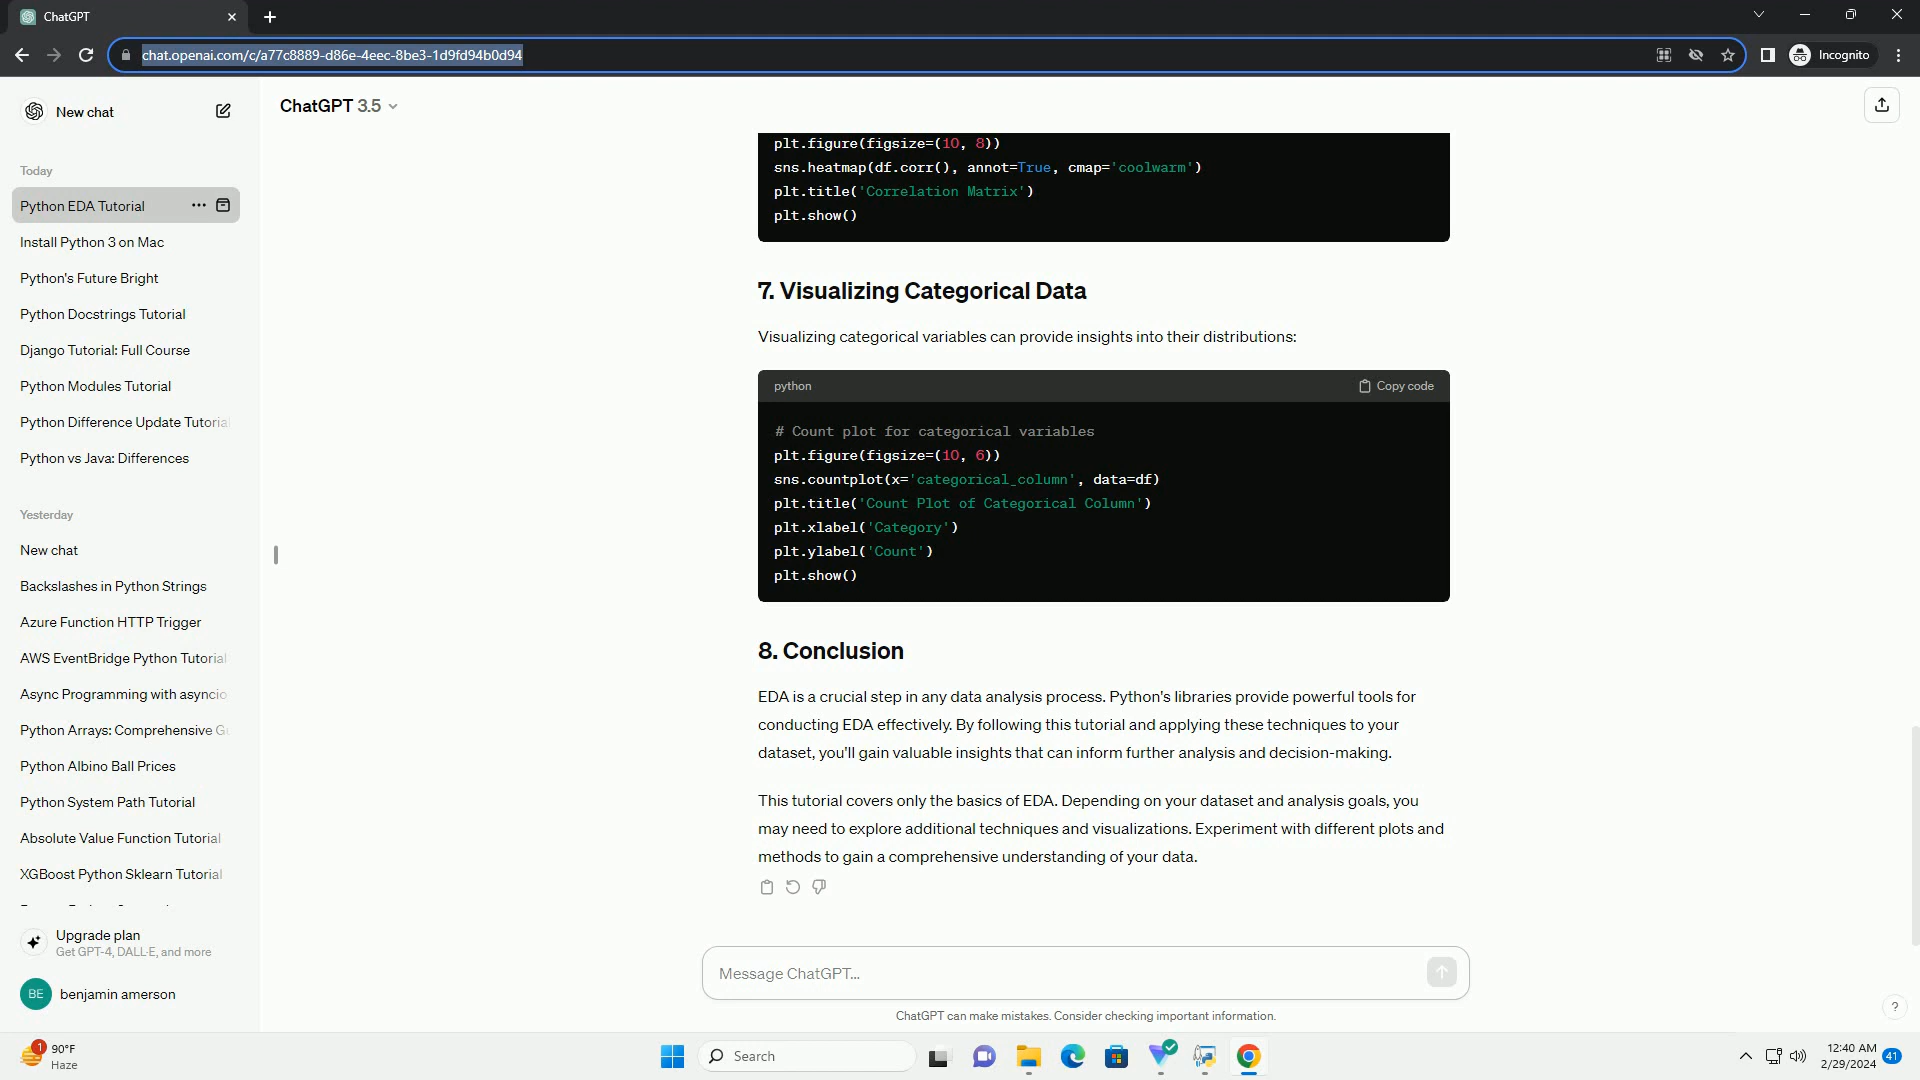 ChatGPT
chat.openai.com/c/a77c8889-d86e-4eec-8be3-1d9fd94b0d94
Incognito
New chat
Today
Python EDA Tutorial
Install Python 3 on Mac
Python's Future Bright
Python Docstrings Tutorial
Django Tutorial: Full Course
Python Modules Tutorial
Python Difference Update Tutorial
Python vs Java: Differences
Yesterday
New chat
Backslashes in Python Strings
Azure Function HTTP Trigger
AWS EventBridge Python Tutorial
Async Programming with asyncio
Python Arrays: Comprehensive
Python Albino Ball Prices
Python System Path Tutorial
Absolute Value Function Tutorial
XGBoost Python Sklearn Tutorial
Upgrade plan
Get GPT-4, DALL·E, and more
BE
benjamin amerson
ChatGPT 3.5
plt.figure(figsize=(10, 8))
sns.heatmap(df.corr(), annot=True, cmap='coolwarm')
plt.title('Correlation Matrix')
plt.show()
7. Visualizing Categorical Data
Visualizing categorical variables can provide insights into their distributions:
python
Copy code
# Count plot for categorical variables
plt.figure(figsize=(10, 6))
sns.countplot(x='categorical_column', data=df)
plt.title('Count Plot of Categorical Column')
plt.xlabel('Category')
plt.ylabel('Count')
plt.show()
8. Conclusion
EDA is a crucial step in any data analysis process. Python's libraries provide powerful tools for
conducting EDA effectively. By following this tutorial and applying these techniques to your
dataset, you'll gain valuable insights that can inform further analysis and decision-making.
This tutorial covers only the basics of EDA. Depending on your dataset and analysis goals, you
may need to explore additional techniques and visualizations. Experiment with different plots and
methods to gain a comprehensive understanding of your data.
Message ChatGPT...
ChatGPT can make mistakes. Consider checking important information.
?
1
90°F
Haze
Search
12:40 AM
2/29/2024
41